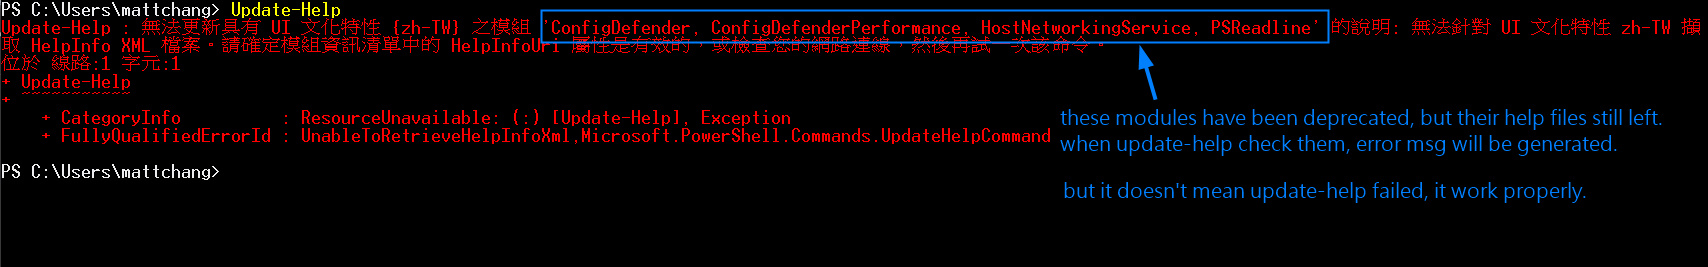 PS C:\Users\mattchang> Update-Help
Update-Help : 無法更新具有 UI 文化特性 {zh-TW} 之模組 'ConfigDefender, ConfigDefenderPerformance, HostNetworkingService, PSReadline' 的說明: 無法針對 UI 文化特性 zh-TW 擷
取 HelpInfo XML 檔案。請確定模組資訊清單中的 HelpInfoUri 屬性是有效的，或檢查您的網路連線，然後再試一次該命令。
位於 線路:1 字元:1
+ Update-Help
+ ~~~~~~~~~~~
+ CategoryInfo : ResourceUnavailable: (:) [Update-Help], Exception
+ FullyQualifiedErrorId : UnableToRetrieveHelpInfoXml,Microsoft.PowerShell.Commands.UpdateHelpCommand
these modules have been deprecated, but their help files still left.
when update-help check them, error msg will be generated.
but it doesn't mean update-help failed, it work properly.
PS C:\Users\mattchang>